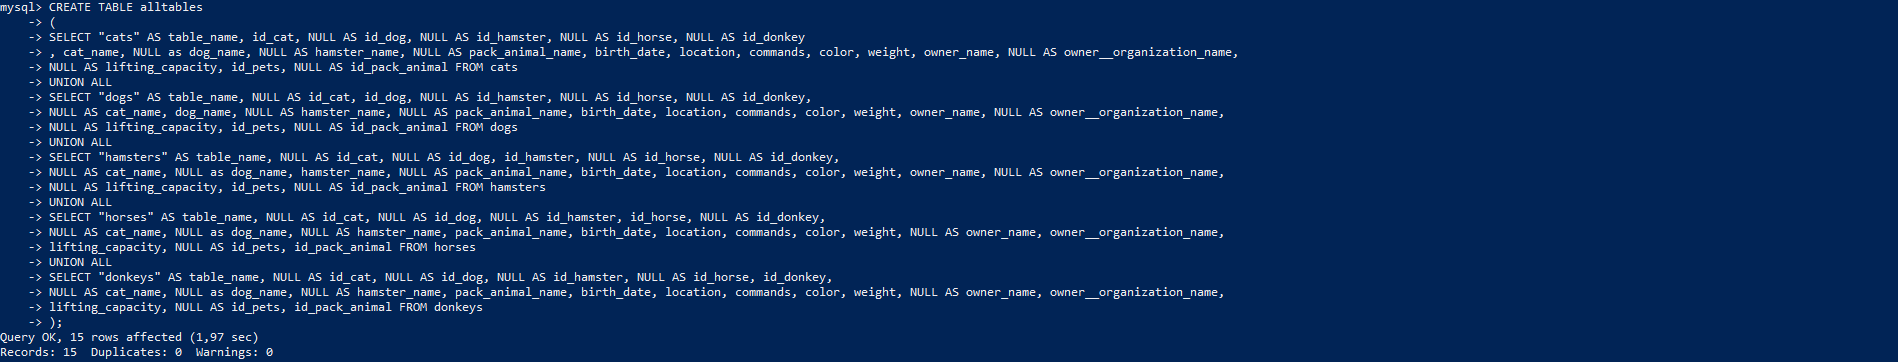 mysql> CREATE TABLE alltables
    -> (
    -> SELECT "cats" AS table_name, id_cat, NULL AS id_dog, NULL AS id_hamster, NULL AS id_horse, NULL AS id_donkey
    -> , cat_name, NULL as dog_name, NULL AS hamster_name, NULL AS pack_animal_name, birth_date, location, commands, color, weight, owner_name, NULL AS owner__organization_name,
    -> NULL AS lifting_capacity, id_pets, NULL AS id_pack_animal FROM cats
    -> UNION ALL
    -> SELECT "dogs" AS table_name, NULL AS id_cat, id_dog, NULL AS id_hamster, NULL AS id_horse, NULL AS id_donkey,
    -> NULL AS cat_name, dog_name, NULL AS hamster_name, NULL AS pack_animal_name, birth_date, location, commands, color, weight, owner_name, NULL AS owner__organization_name,
    -> NULL AS lifting_capacity, id_pets, NULL AS id_pack_animal FROM dogs
    -> UNION ALL
    -> SELECT "hamsters" AS table_name, NULL AS id_cat, NULL AS id_dog, id_hamster, NULL AS id_horse, NULL AS id_donkey,
    -> NULL AS cat_name, NULL as dog_name, hamster_name, NULL AS pack_animal_name, birth_date, location, commands, color, weight, owner_name, NULL AS owner__organization_name,
    -> NULL AS lifting_capacity, id_pets, NULL AS id_pack_animal FROM hamsters
    -> UNION ALL
    -> SELECT "horses" AS table_name, NULL AS id_cat, NULL AS id_dog, NULL AS id_hamster, id_horse, NULL AS id_donkey,
    -> NULL AS cat_name, NULL as dog_name, NULL AS hamster_name, pack_animal_name, birth_date, location, commands, color, weight, NULL AS owner_name, owner__organization_name,
    -> lifting_capacity, NULL AS id_pets, id_pack_animal FROM horses
    -> UNION ALL
    -> SELECT "donkeys" AS table_name, NULL AS id_cat, NULL AS id_dog, NULL AS id_hamster, NULL AS id_horse, id_donkey,
    -> NULL AS cat_name, NULL as dog_name, NULL AS hamster_name, pack_animal_name, birth_date, location, commands, color, weight, NULL AS owner_name, owner__organization_name,
    -> lifting_capacity, NULL AS id_pets, id_pack_animal FROM donkeys
    -> );
Query OK, 15 rows affected (1,97 sec)
Records: 15  Duplicates: 0  Warnings: 0